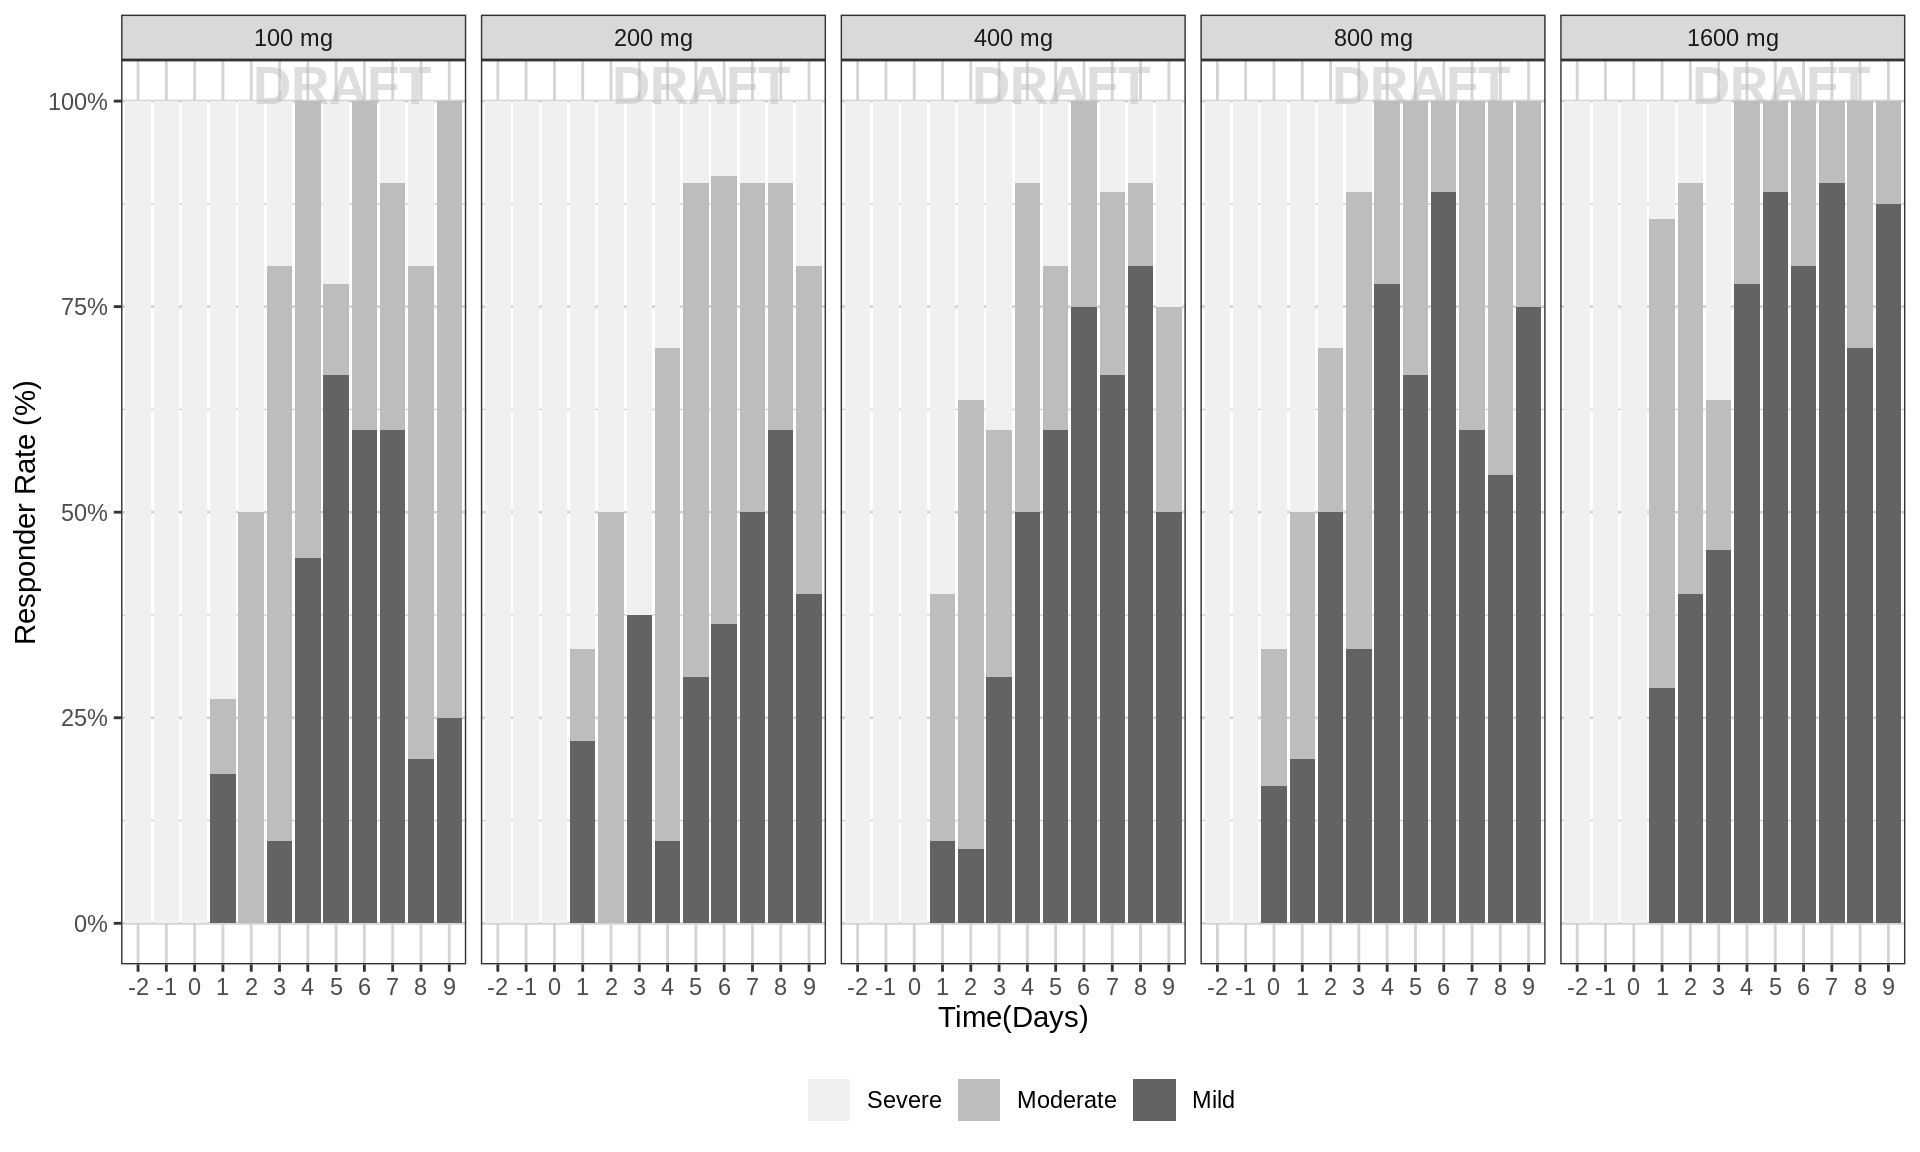 100 mg 200 mg 400 mg 800 mg 1600 mg
DRAFT DRAFT DRAFT DRAFT DRAFT
100%
75%
50%
25%
0%
Responder Rate (%)
-2 -1 0 1 2 3 4 5 6 7 8 9 -2 -1 0 1 2 3 4 5 6 7 8 9 -2 -1 0 1 2 3 4 5 6 7 8 9 -2 -1 0 1 2 3 4 5 6 7 8 9 -2 -1 0 1 2 3 4 5 6 7 8 9
Time(Days)
Severe Moderate Mild